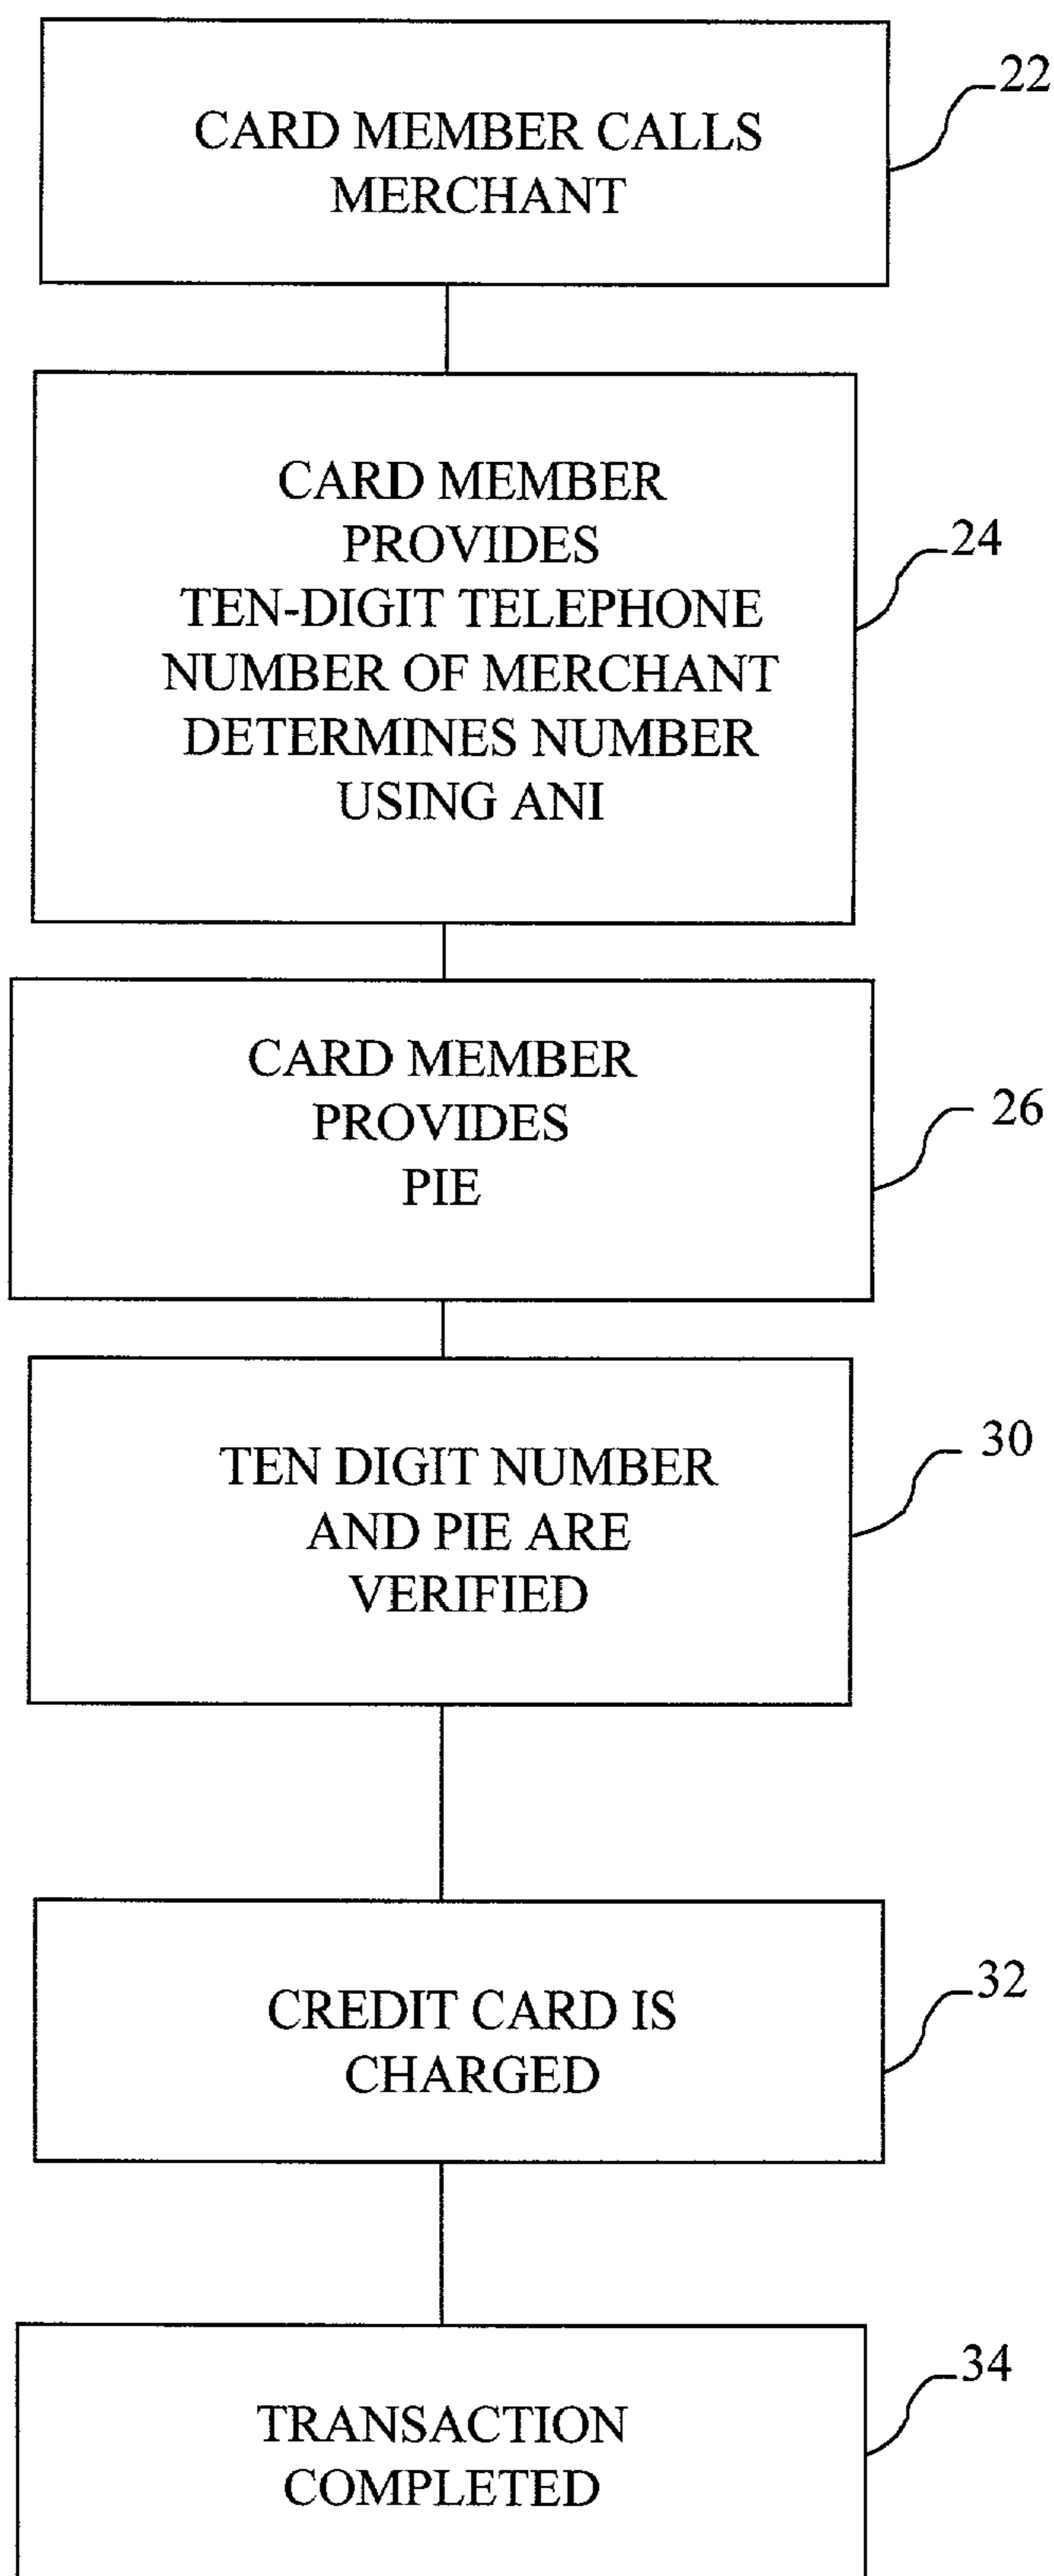 CARD MEMBER CALLS
MERCHANT
22
CARD MEMBER
PROVIDES
TEN-DIGIT TELEPHONE
NUMBER OF MERCHANT
DETERMINES NUMBER
USING ANI
24
CARD MEMBER
PROVIDES
PIE
26
TEN DIGIT NUMBER
AND PIE ARE
VERIFIED
30
CREDIT CARD IS
CHARGED
32
TRANSACTION
COMPLETED
34